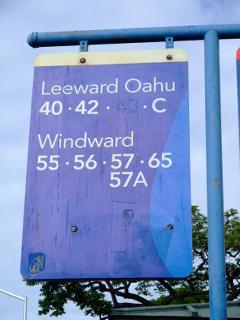 Leeward Oahu
40 · 42 · 43 · C
Windward
55 · 56 · 57 · 65
57A